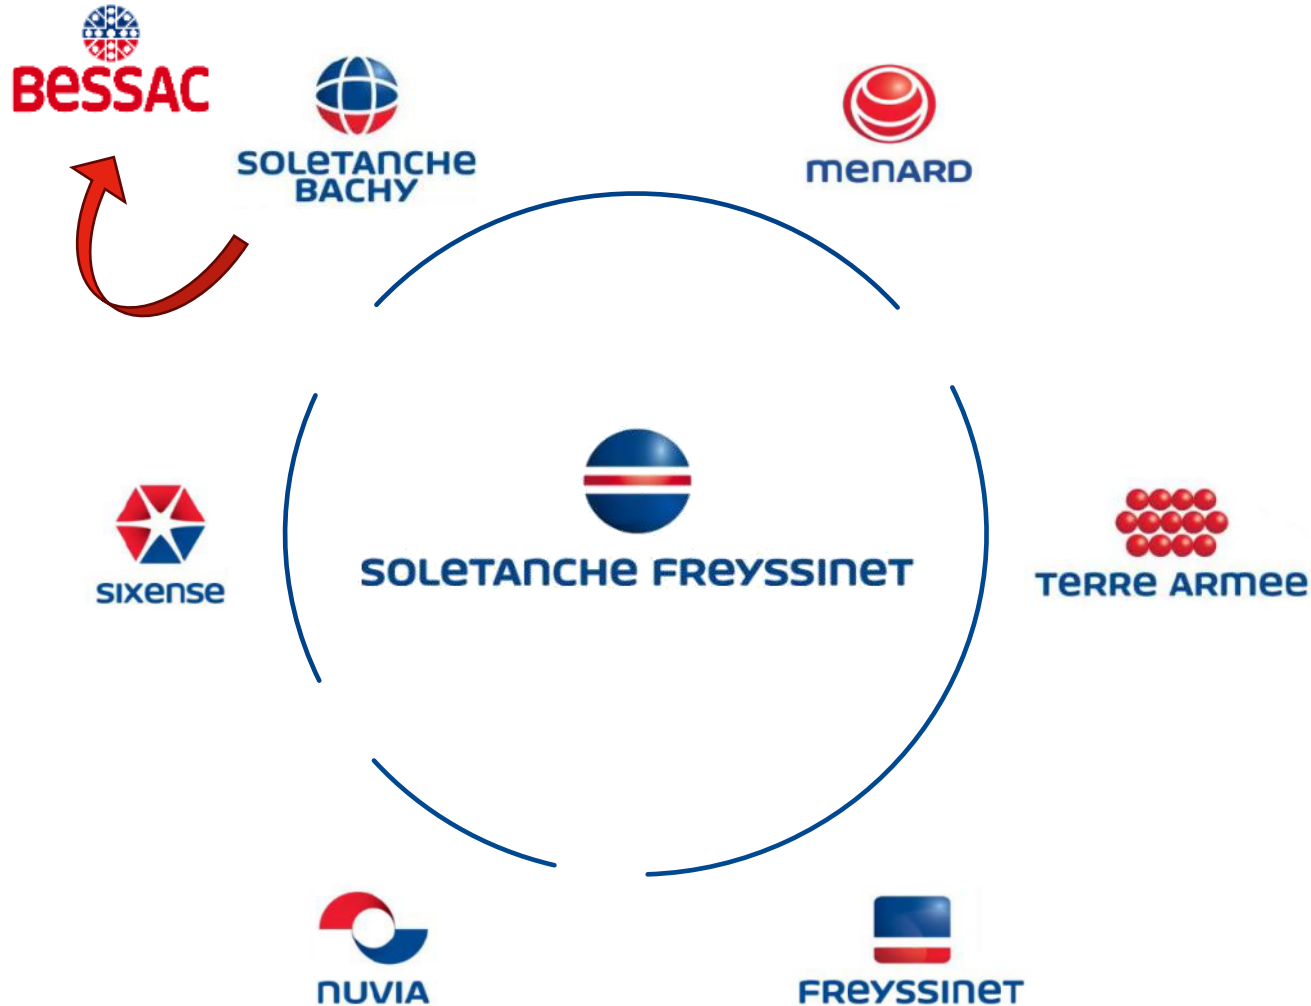 BeSSAC
SOLeTANCHe
BACHY
menARD
SOLeTANCHe FReYSSINeT
sIXense
TeRRe ARmee
nUVIA
FReYSSIneT